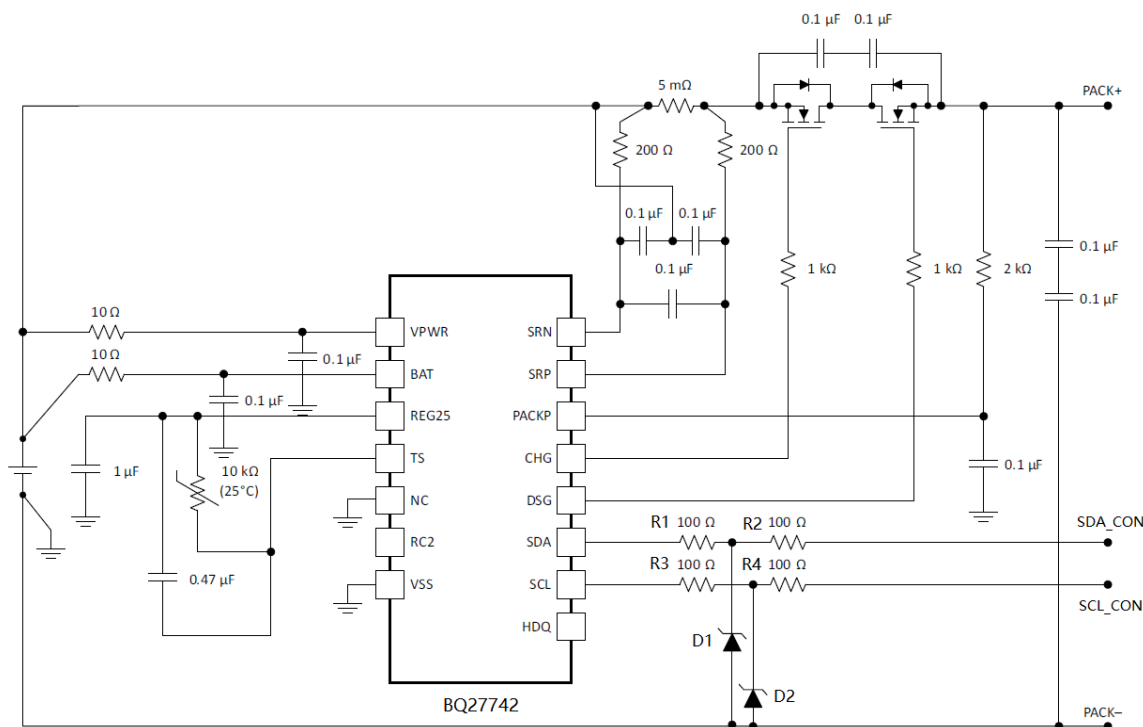 0.1 µF 0.1 µF
5 mΩ
PACK+
200 Ω 200 Ω
0.1 µF 0.1 µF
0.1 µF
1 kΩ 1 kΩ 2 kΩ
0.1 µF
0.1 µF
10 Ω
VPWR SRN
0.1 µF
10 Ω
BAT SRP
0.1 µF
REG25 PACKP
TS CHG
1 µF
10 kΩ
(25°C)
0.1 µF
NC DSG
R1 100 Ω R2 100 Ω
SDA_CON
RC2 SDA
R3 100 Ω R4 100 Ω
0.47 µF
VSS SCL
SCL_CON
HDQ
D1
D2
BQ27742
PACK–